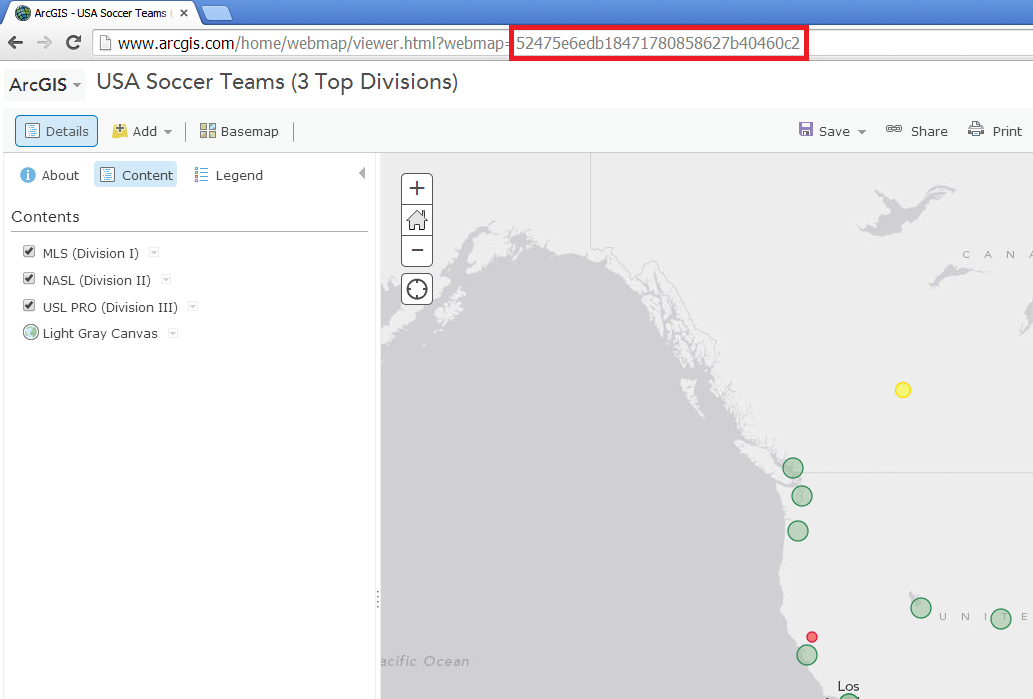 ArcGIS - USA Soccer Teams (
www.arcgis.com/home/webmap/viewer.html?webmap=52475e6edb18471780858627b40460c2
ArcGIS
USA Soccer Teams (3 Top Divisions)
Details
Add
Basemap
Save
Share
Print
About
Content
Legend
Contents
MLS (Division I)
NASL (Division II)
USL PRO (Division III)
Light Gray Canvas
C A N A
U N I T E
acific Ocean
Los